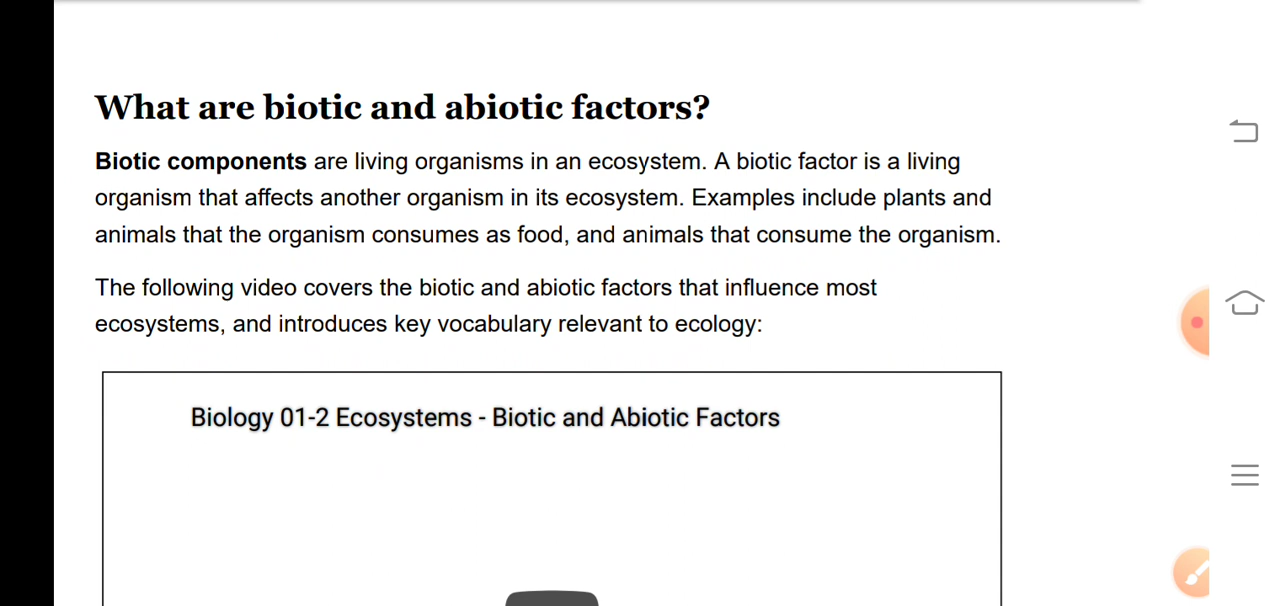 What are biotic and abiotic factors?
Biotic components are living organisms in an ecosystem. A biotic factor is a living
organism that affects another organism in its ecosystem. Examples include plants and
animals that the organism consumes as food, and animals that consume the organism.
The following video covers the biotic and abiotic factors that influence most
ecosystems, and introduces key vocabulary relevant to ecology:
Biology 01-2 Ecosystems - Biotic and Abiotic Factors